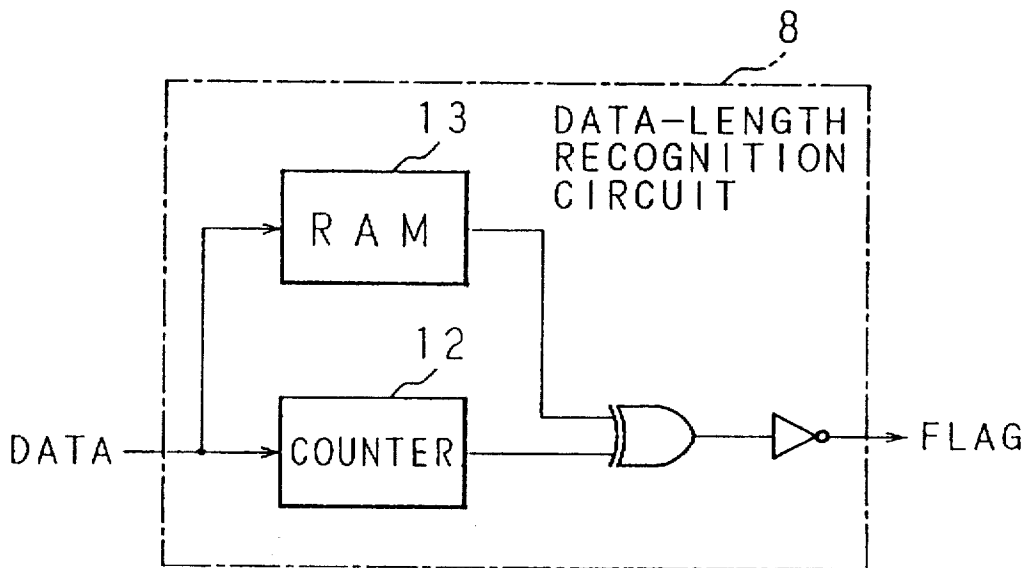 8
DATA-LENGTH
RECOGNITION
CIRCUIT
13
RAM
12
COUNTER
DATA
FLAG